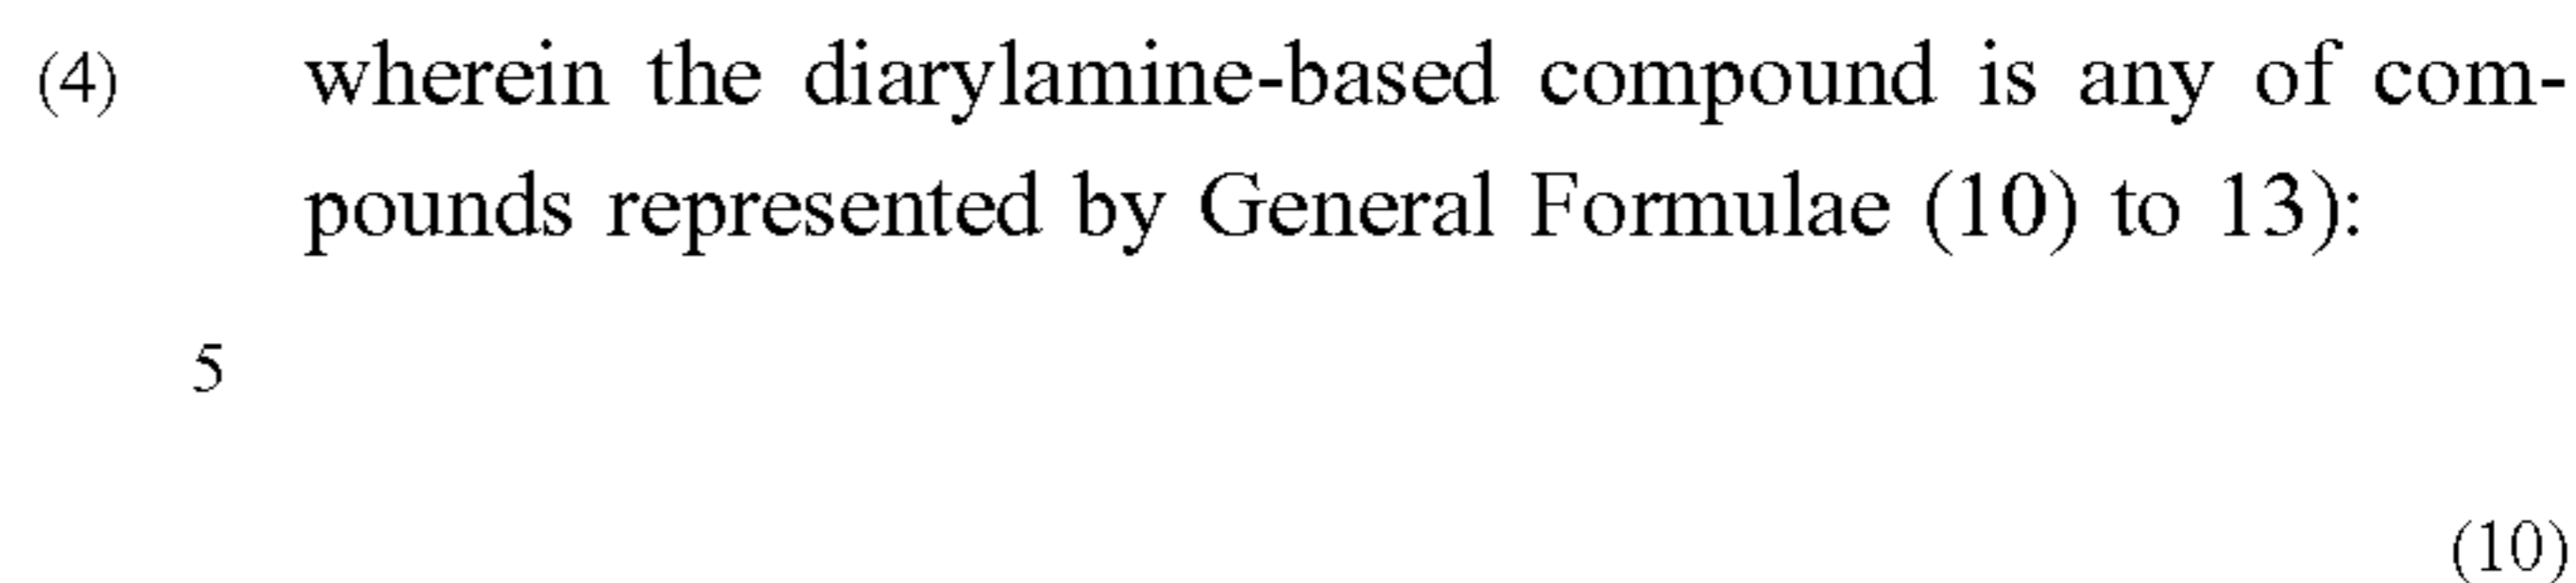 (4) wherein the diarylamine-based compound is any of com-
pounds represented by General Formulae (10) to 13):
5
(10)